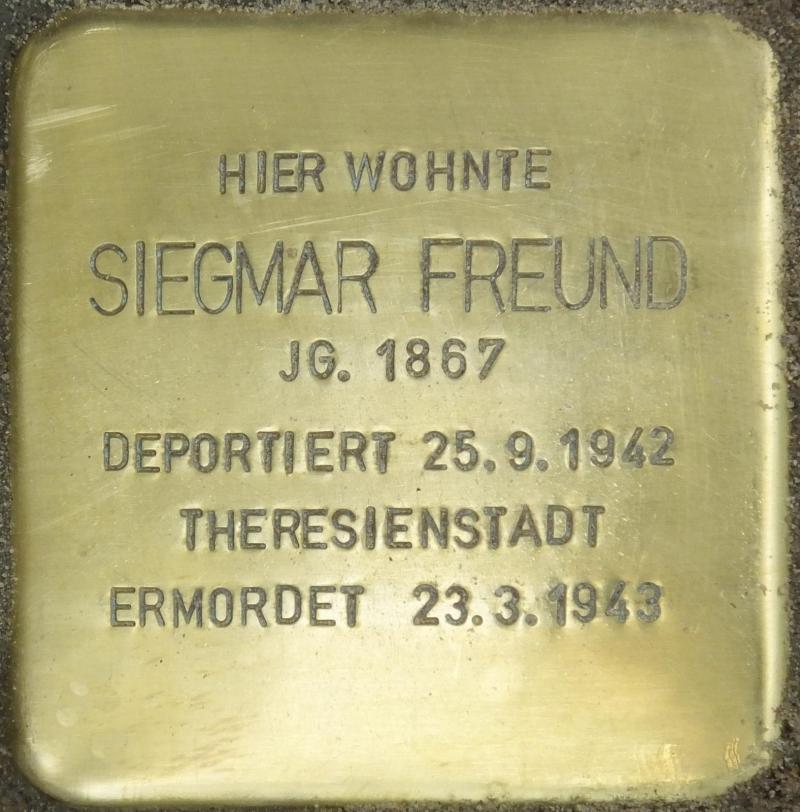 HIER WOHNTE
SIEGMAR FREUND
JG. 1867
DEPORTIERT 25.9.1942
THERESIENSTADT
ERMORDET 23.3.1943